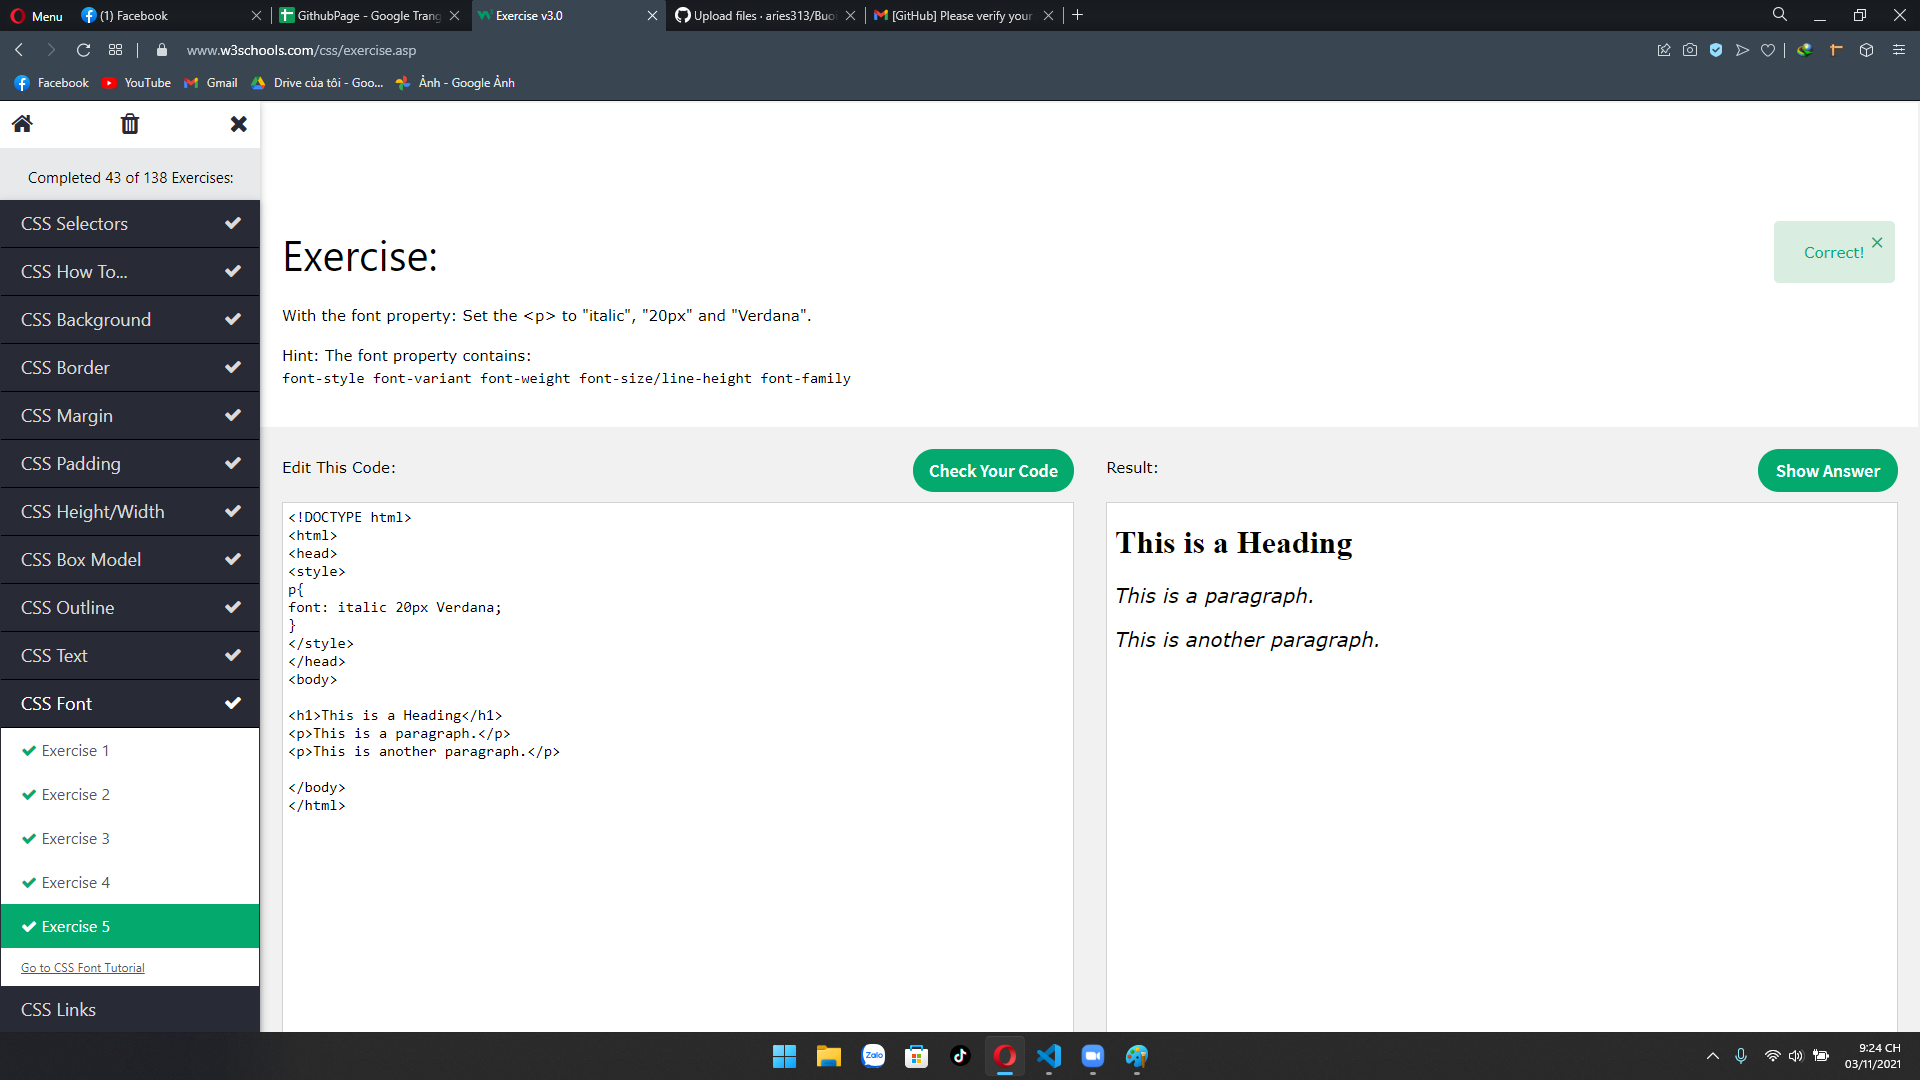 Menu
(1) Facebook
GithubPage - Google Trang
Exercise v3.0
Upload files · aries313/Buoi
[GitHub] Please verify your
www.w3schools.com/css/exercise.asp
Facebook
YouTube
Gmail
Drive của tôi - Goo...
Ảnh - Google Ảnh
Completed 43 of 138 Exercises:
CSS Selectors
CSS How To...
CSS Background
CSS Border
CSS Margin
CSS Padding
CSS Height/Width
CSS Box Model
CSS Outline
CSS Text
CSS Font
Exercise 1
Exercise 2
Exercise 3
Exercise 4
Exercise 5
Go to CSS Font Tutorial
CSS Links
Exercise:
Correct!
With the font property: Set the <p> to "italic", "20px" and "Verdana".
Hint: The font property contains:
font-style font-variant font-weight font-size/line-height font-family
Edit This Code:
Check Your Code
<!DOCTYPE html>
<html>
<head>
<style>
p{
font: italic 20px Verdana;
}
</style>
</head>
<body>
<h1>This is a Heading</h1>
<p>This is a paragraph.</p>
<p>This is another paragraph.</p>
</body>
</html>
Result:
Show Answer
This is a Heading
This is a paragraph.
This is another paragraph.
Zalo
9:24 CH
03/11/2021